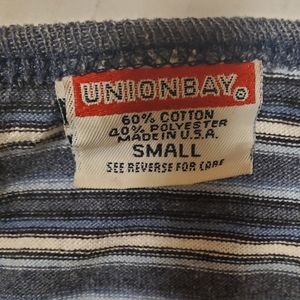 UNIONBAY®
60% COTTON
40% POLYESTER
MADE IN U.S.A.
SMALL
SEE REVERSE FOR CARE